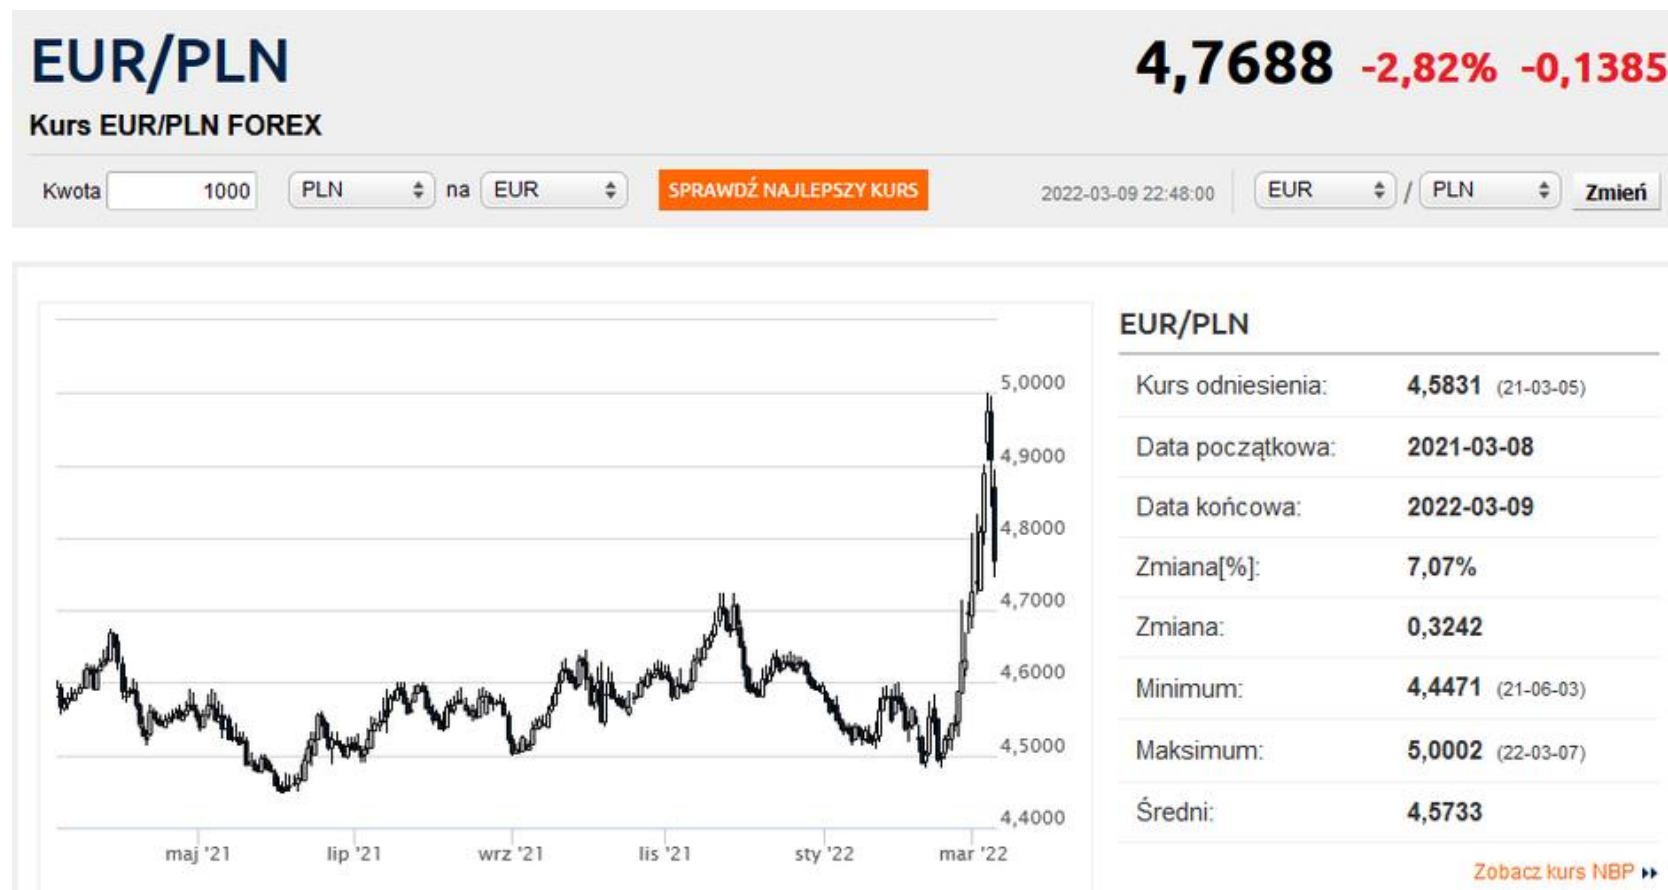 EUR/PLN
4,7688 -2,82% -0,1385
Kurs EUR/PLN FOREX
Kwota 1000 PLN na EUR SPRAWDŹ NAJLEPSZY KURS 2022-03-09 22:48:00 EUR / PLN Zmień
5,0000
4,9000
4,8000
4,7000
4,6000
4,5000
4,4000
maj '21 lip '21 wrz '21 lis '21 sty '22 mar '22
EUR/PLN
Kurs odniesienia: 4,5831 (21-03-05)
Data początkowa: 2021-03-08
Data końcowa: 2022-03-09
Zmiana[%]: 7,07%
Zmiana: 0,3242
Minimum: 4,4471 (21-06-03)
Maksimum: 5,0002 (22-03-07)
Średni: 4,5733
Zobacz kurs NBP